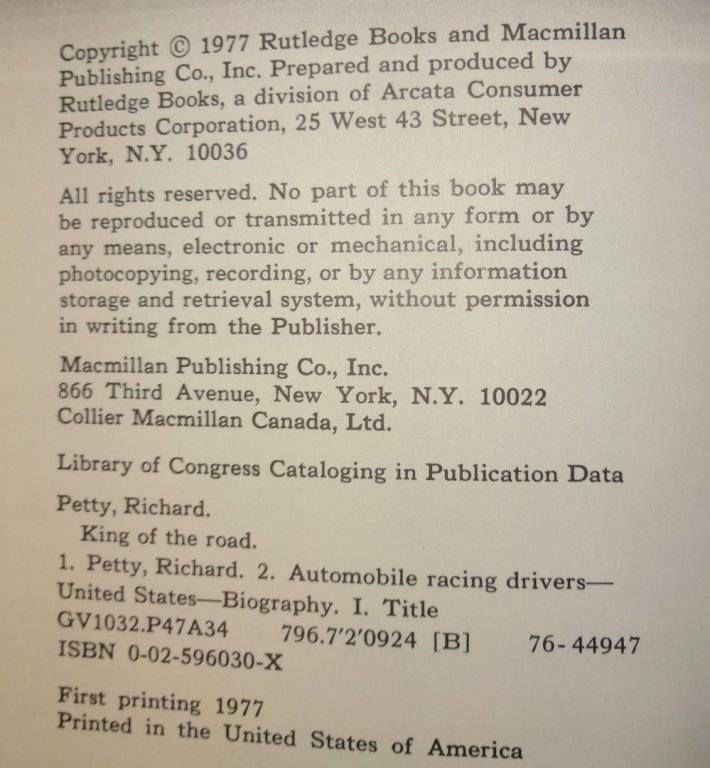 Copyright © 1977 Rutledge Books and Macmillan
Publishing Co., Inc. Prepared and produced by
Rutledge Books, a division of Arcata Consumer
Products Corporation, 25 West 43 Street, New
York, N.Y. 10036
All rights reserved. No part of this book may
be reproduced or transmitted in any form or by
any means, electronic or mechanical, including
photocopying, recording, or by any information
storage and retrieval system, without permission
in writing from the Publisher.
Macmillan Publishing Co., Inc.
866 Third Avenue, New York, N.Y. 10022
Collier Macmillan Canada, Ltd.
Library of Congress Cataloging in Publication Data
Petty, Richard.
King of the road.
1. Petty, Richard. 2. Automobile racing drivers—
United States—Biography. I. Title
GV1032.P47A34 796.7'2'0924 [B] 76-44947
ISBN 0-02-596030-X
First printing 1977
Printed in the United States of America